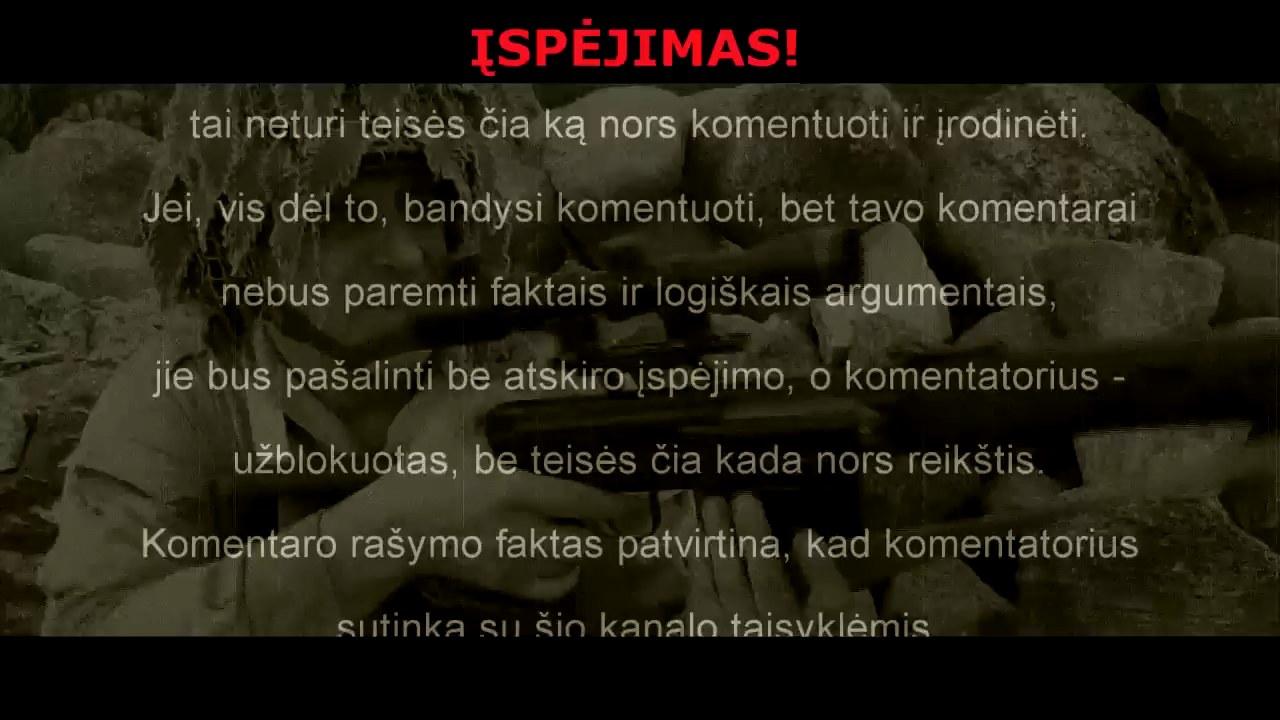 ĮSPĖJIMAS!
tai neturi teisės čia ką nors komentuoti ir įrodinėti.
Jei, vis dėl to, bandysi komentuoti, bet tavo komentarai
nebus paremti faktais ir logiškais argumentais,
jie bus pašalinti be atskiro įspėjimo, o komentatorius -
užblokuotas, be teisės čia kada nors reikštis.
Komentaro rašymo faktas patvirtina, kad komentatorius
sutinka su šio kanalo taisyklėmis